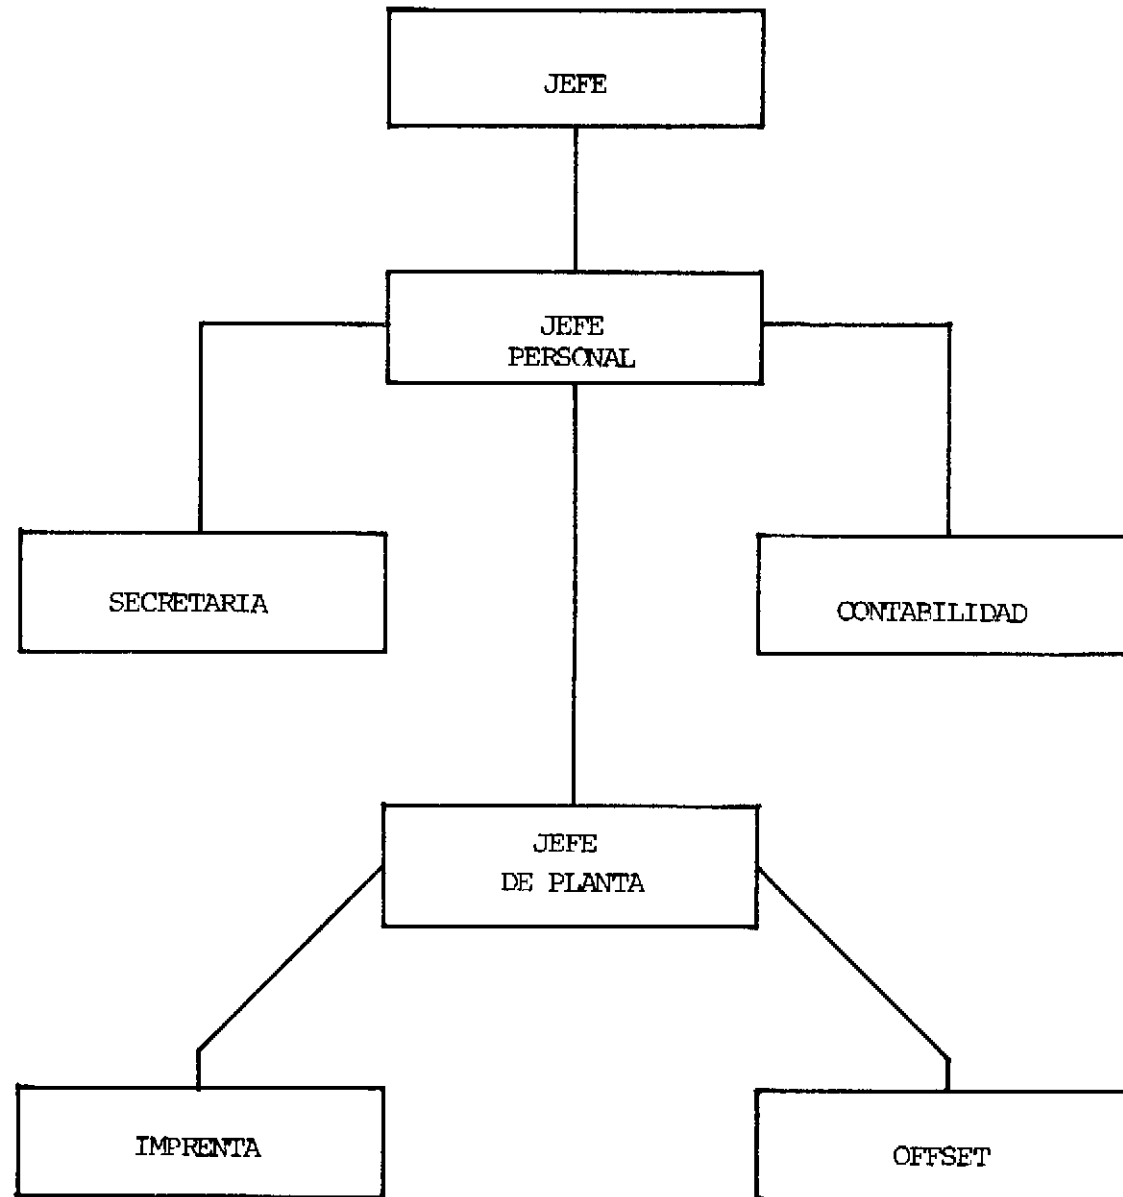 JEFE
JEFE
PERSONAL
SECRETARIA
CONTABILIDAD
JEFE
DE PLANTA
IMPRENTA
OFFSET